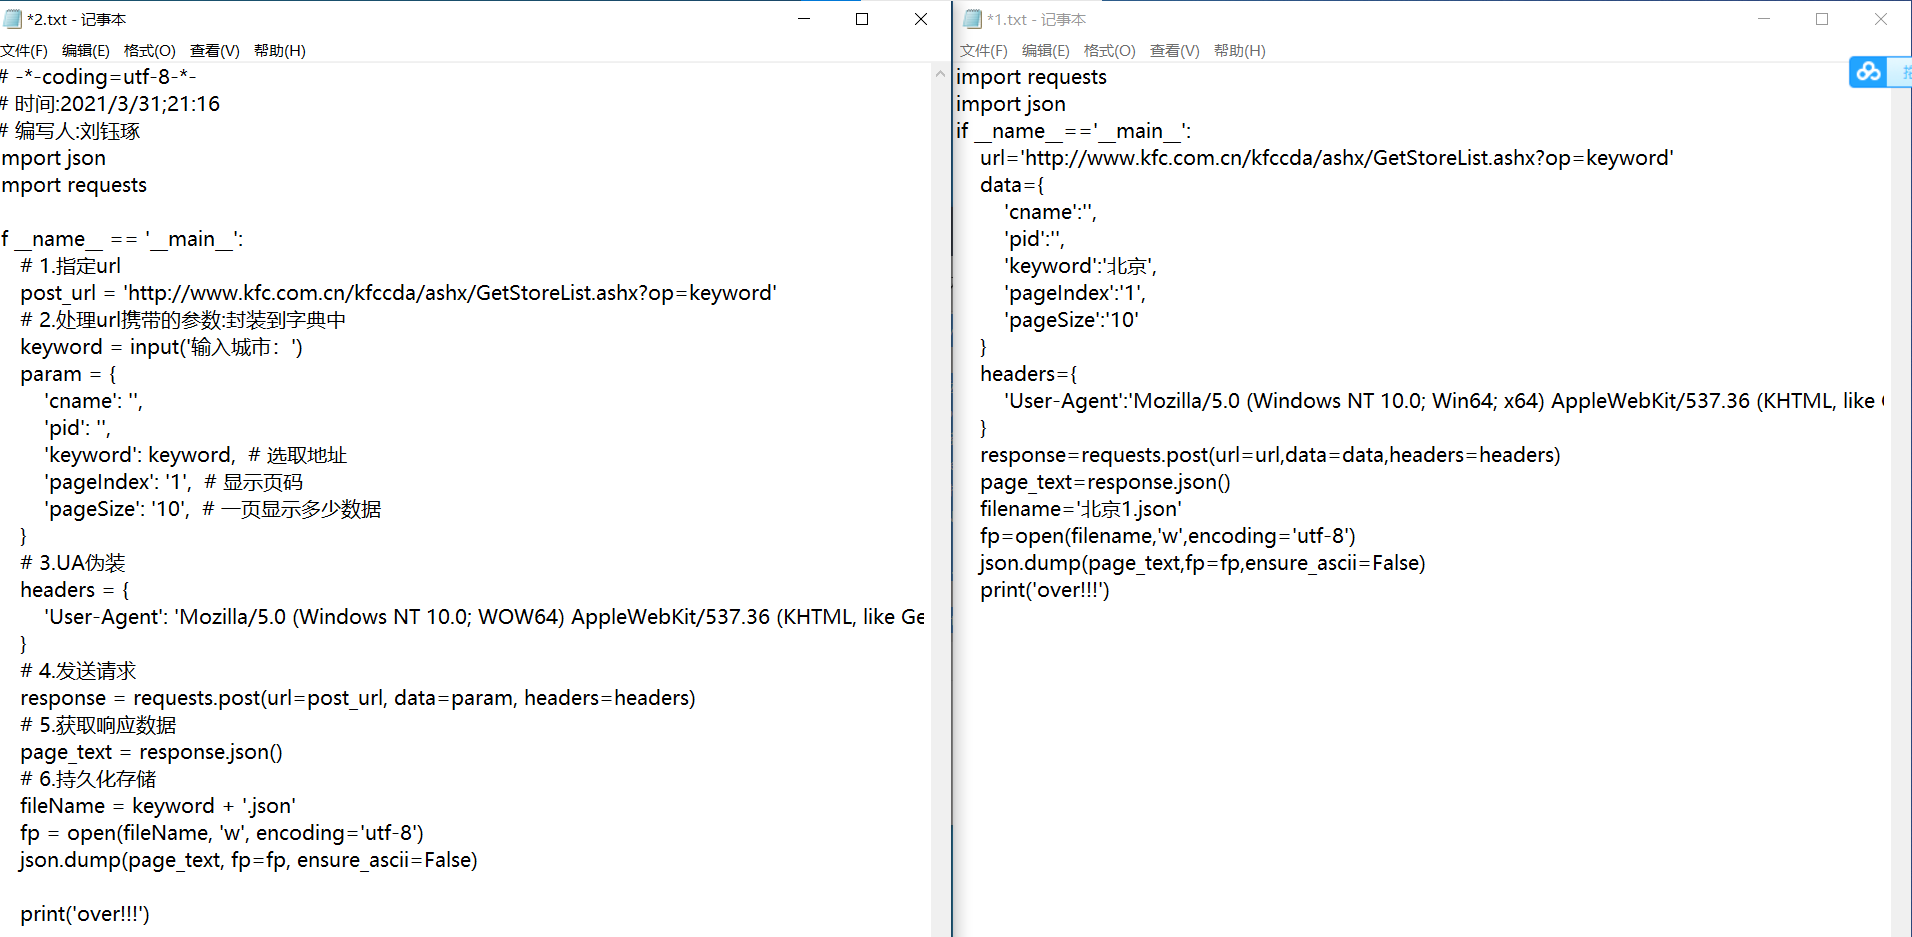 *2.txt - 记事本
文件(F) 编辑(E) 格式(O) 查看(V) 帮助(H)
# -*-coding=utf-8-*-
# 时间:2021/3/31;21:16
# 编写人:刘钰琢
mport json
mport requests
f __name__ == '__main__':
# 1.指定url
post_url = 'http://www.kfc.com.cn/kfccda/ashx/GetStoreList.ashx?op=keyword'
# 2.处理url携带的参数:封装到字典中
keyword = input('输入城市：')
param = {
'cname': '',
'pid': '',
'keyword': keyword,  # 选取地址
'pageIndex': '1',  # 显示页码
'pageSize': '10',  # 一页显示多少数据
}
# 3.UA伪装
headers = {
'User-Agent': 'Mozilla/5.0 (Windows NT 10.0; WOW64) AppleWebKit/537.36 (KHTML, like Ge
}
# 4.发送请求
response = requests.post(url=post_url, data=param, headers=headers)
# 5.获取响应数据
page_text = response.json()
# 6.持久化存储
fileName = keyword + '.json'
fp = open(fileName, 'w', encoding='utf-8')
json.dump(page_text, fp=fp, ensure_ascii=False)
print('over!!!')
*1.txt - 记事本
文件(F) 编辑(E) 格式(O) 查看(V) 帮助(H)
import requests
import json
if __name__=='__main__':
url='http://www.kfc.com.cn/kfccda/ashx/GetStoreList.ashx?op=keyword'
data={
'cname':'',
'pid':'',
'keyword':'北京',
'pageIndex':'1',
'pageSize':'10'
}
headers={
'User-Agent':'Mozilla/5.0 (Windows NT 10.0; Win64; x64) AppleWebKit/537.36 (KHTML, like
}
response=requests.post(url=url,data=data,headers=headers)
page_text=response.json()
filename='北京1.json'
fp=open(filename,'w',encoding='utf-8')
json.dump(page_text,fp=fp,ensure_ascii=False)
print('over!!!')